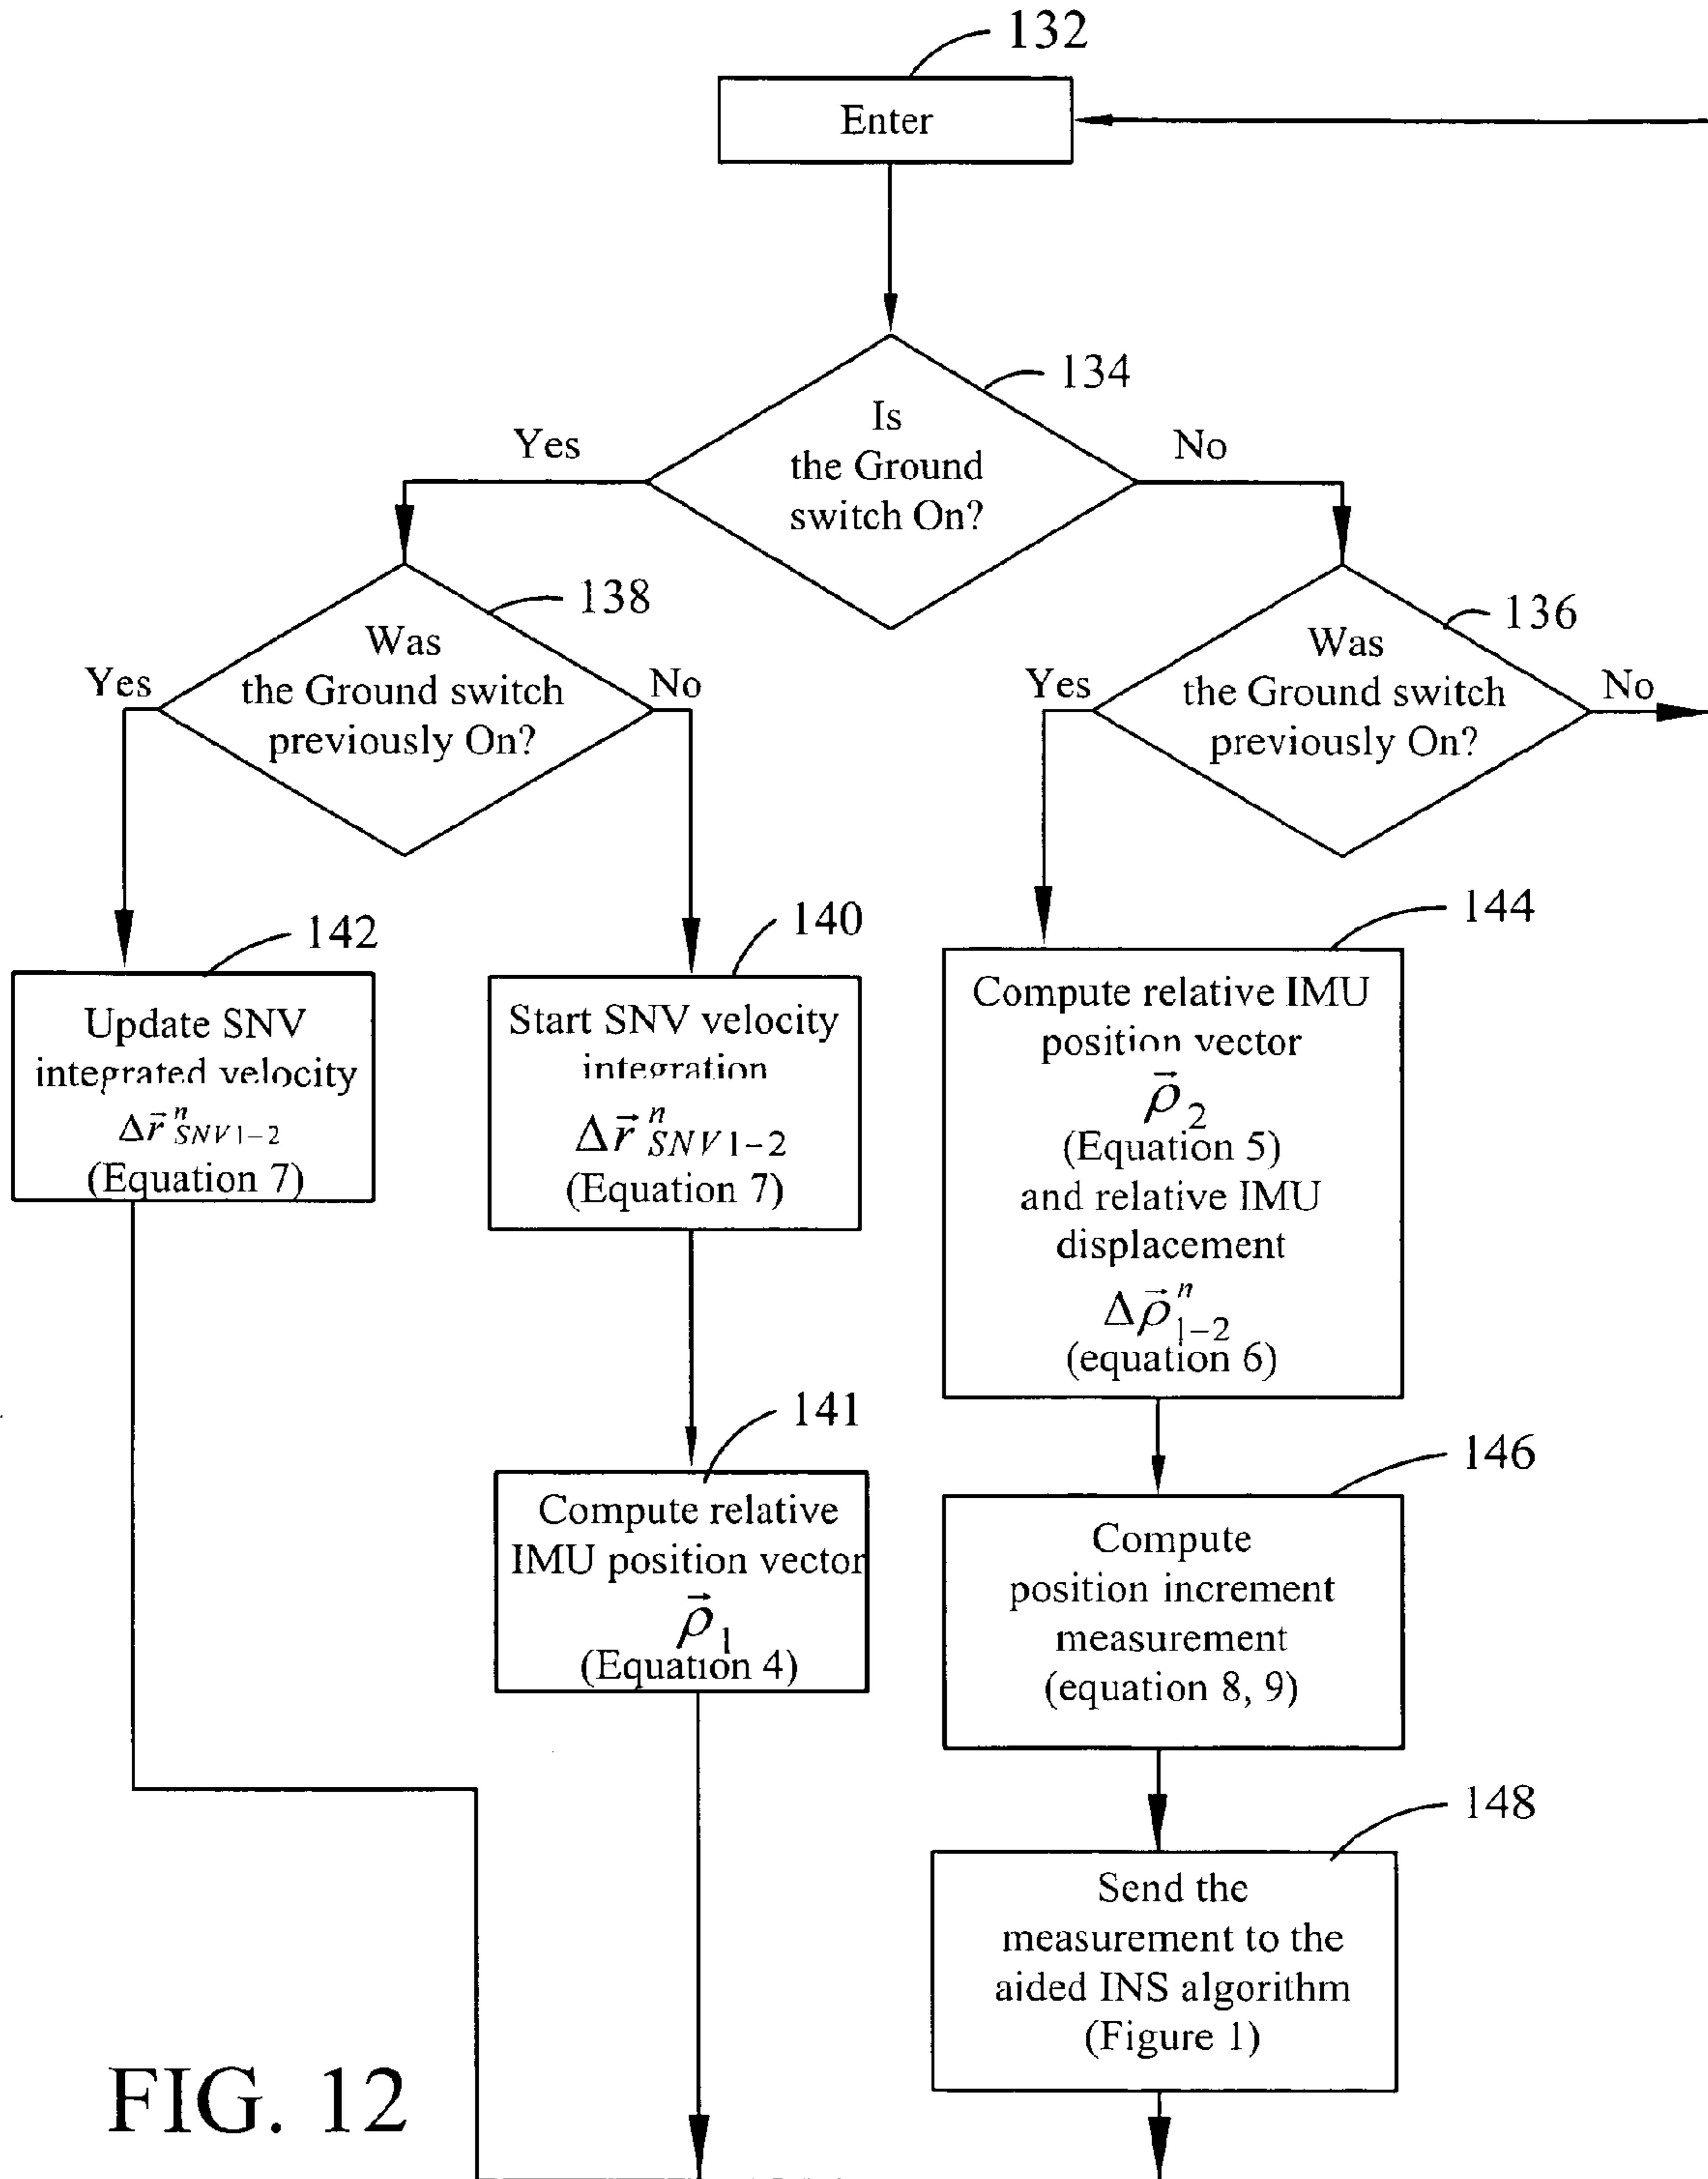 132
Enter
134
Is
the Ground
switch On?
Yes
No
138
Was
the Ground switch
previously On?
Yes
No
136
Was
the Ground switch
previously On?
Yes
No
142
Update SNV
integrated velocity
Δr⃗ⁿ_SNV1−2
(Equation 7)
140
Start SNV velocity
integration
Δr⃗ⁿ_SNV1−2
(Equation 7)
144
Compute relative IMU
position vector
ρ⃗₂
(Equation 5)
and relative IMU
displacement
Δρ⃗ⁿ₁₋₂
(equation 6)
141
Compute relative
IMU position vector
ρ⃗₁
(Equation 4)
146
Compute
position increment
measurement
(equation 8, 9)
148
Send the
measurement to the
aided INS algorithm
(Figure 1)
FIG. 12